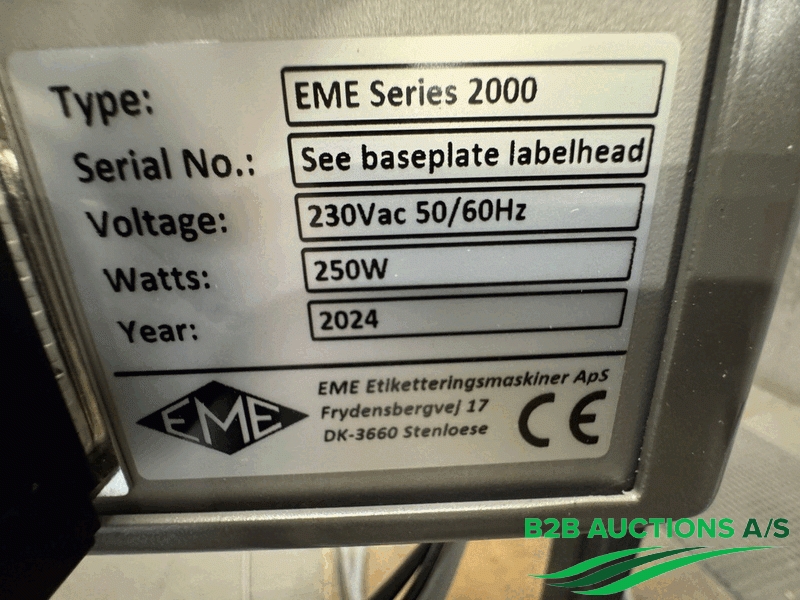 Type: EME Series 2000
Serial No.: See baseplate labelhead
Voltage: 230Vac 50/60Hz
Watts: 250W
Year: 2024
EME
EME Etiketteringsmaskiner ApS
Frydensbergvej 17
DK-3660 Stenloese
CE
B2B AUCTIONS A/S